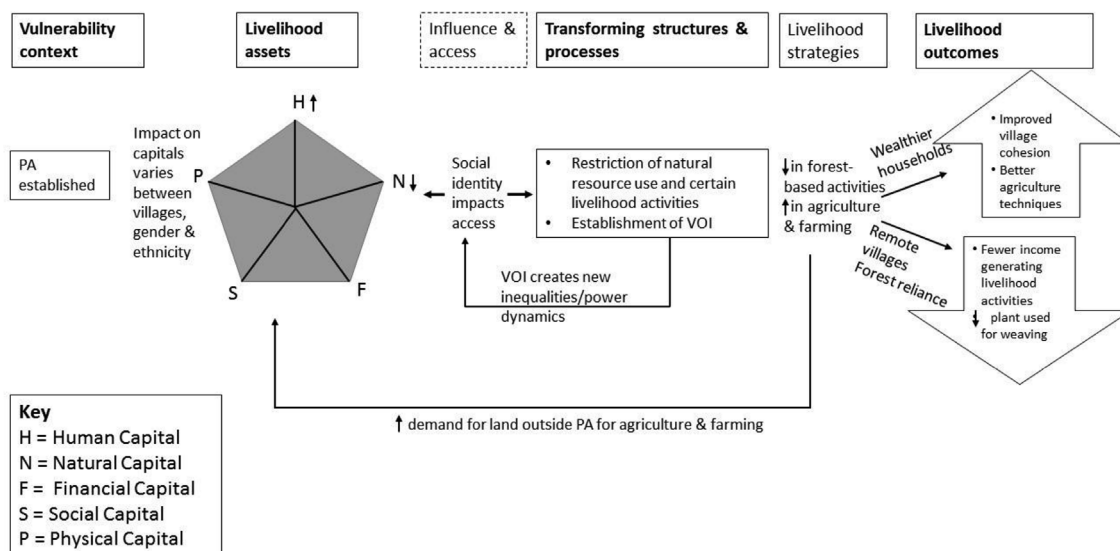 Vulnerability
context
Livelihood
assets
Influence &
access
Transforming structures &
processes
Livelihood
strategies
Livelihood
outcomes
PA
established
Impact on
capitals
varies
between
villages,
gender &
ethnicity
H
P
N
S
F
Social
identity
impacts
access
• Restriction of natural
resource use and certain
livelihood activities
• Establishment of VOI
VOI creates new
inequalities/power
dynamics
in forest-
based activities
in agriculture
& farming
Wealthier
households
Remote
villages
Forest reliance
• Improved
village
cohesion
• Better
agriculture
techniques
• Fewer income
generating
livelihood
activities
plant used
for weaving
demand for land outside PA for agriculture & farming
Key
H = Human Capital
N = Natural Capital
F = Financial Capital
S = Social Capital
P = Physical Capital